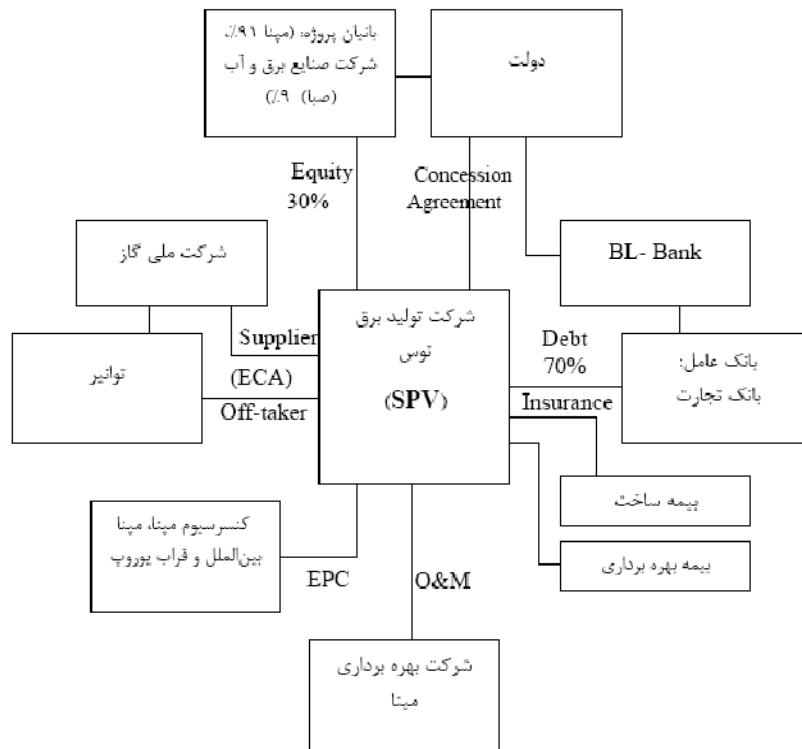 بانیان پروژه: (مپنا ۹۱٪،
شرکت صنایع برق و آب
(صبا) ۹٪)
دولت
Equity
30%
Concession
Agreement
شرکت ملی گاز
BL- Bank
شرکت تولید برق
توس
(SPV)
Supplier
(ECA)
Off-taker
توانیر
Debt
70%
Insurance
بانک عامل:
بانک تجارت
بیمه ساخت
بیمه بهره برداری
کنسرسیوم مپنا، مپنا
بین‌الملل و قراب یوروپ
EPC
O&M
شرکت بهره برداری
مپنا